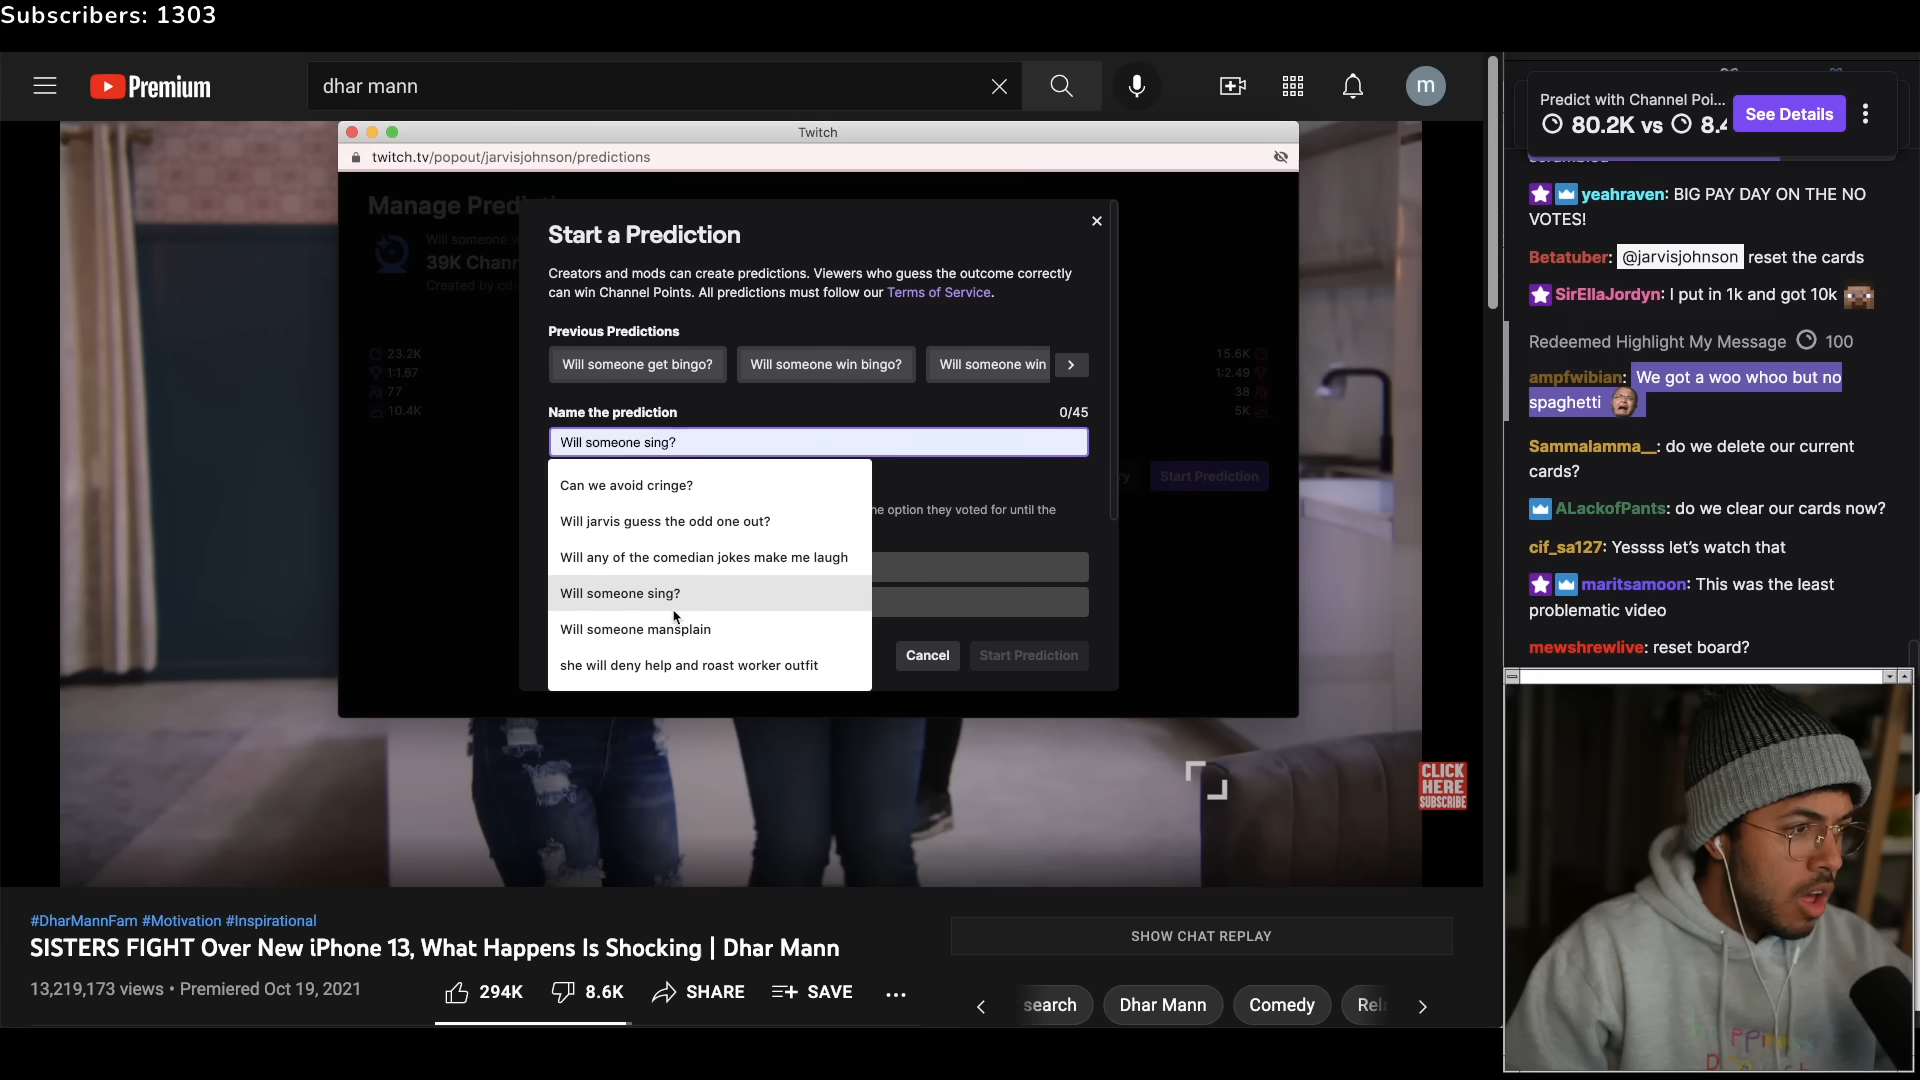 Subscribers: 1303
Premium
dhar mann
m
Twitch
twitch.tv/popout/jarvisjohnson/predictions
Manage Pred
Will someone w
39K Chann
Created by cdj
23.2K
1:1.67
77
10.4K
15.6K
1:2.49
38
5K
Start Prediction
Start a Prediction
Creators and mods can create predictions. Viewers who guess the outcome correctly
can win Channel Points. All predictions must follow our Terms of Service.
Previous Predictions
Will someone get bingo?
Will someone win bingo?
Will someone win
Name the prediction
0/45
Will someone sing?
Can we avoid cringe?
Will jarvis guess the odd one out?
Will any of the comedian jokes make me laugh
Will someone sing?
Will someone mansplain
she will deny help and roast worker outfit
he option they voted for until the
Cancel
Start Prediction
CLICK
HERE
SUBSCRIBE
#DharMannFam #Motivation #Inspirational
SISTERS FIGHT Over New iPhone 13, What Happens Is Shocking | Dhar Mann
13,219,173 views • Premiered Oct 19, 2021
294K
8.6K
SHARE
SAVE
SHOW CHAT REPLAY
search
Dhar Mann
Comedy
Rela
Predict with Channel Poi...
80.2K vs 8.4
See Details
yeahraven: BIG PAY DAY ON THE NO
VOTES!
Betatuber: @jarvisjohnson reset the cards
SirEllaJordyn: I put in 1k and got 10k
Redeemed Highlight My Message 100
ampfwibian: We got a woo whoo but no
spaghetti
Sammalamma__: do we delete our current
cards?
ALackofPants: do we clear our cards now?
cif_sa127: Yessss let's watch that
maritsamoon: This was the least
problematic video
mewshrewlive: reset board?